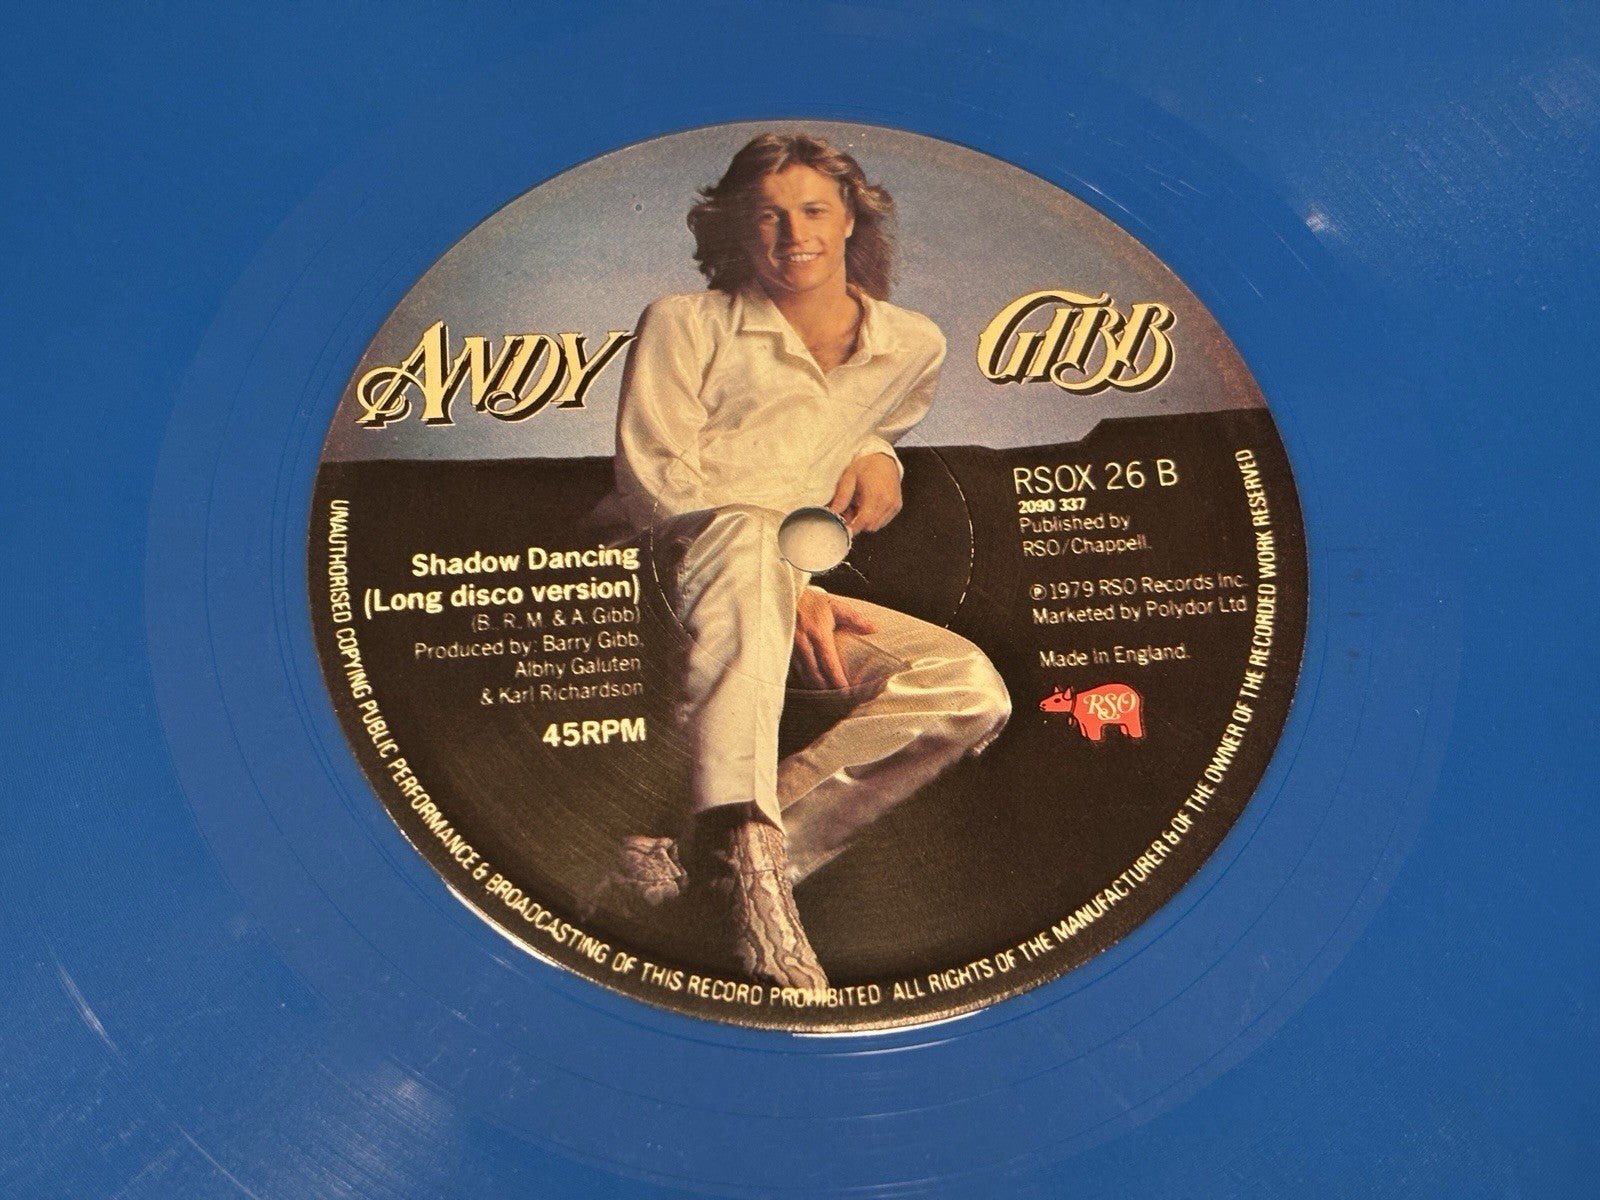 ANDY GIBB
Shadow Dancing
(Long disco version)
(B., R., M. & A. Gibb)
Produced by: Barry Gibb,
Albhy Galuten
& Karl Richardson
45RPM
RSOX 26 B
2090 337
Published by
RSO/Chappell.
℗1979 RSO Records Inc.
Marketed by Polydor Ltd
Made in England.
RSO
UNAUTHORISED COPYING PUBLIC PERFORMANCE & BROADCASTING OF THIS RECORD PROHIBITED ALL RIGHTS OF THE MANUFACTURER & OF THE OWNER OF THE RECORDED WORK RESERVED